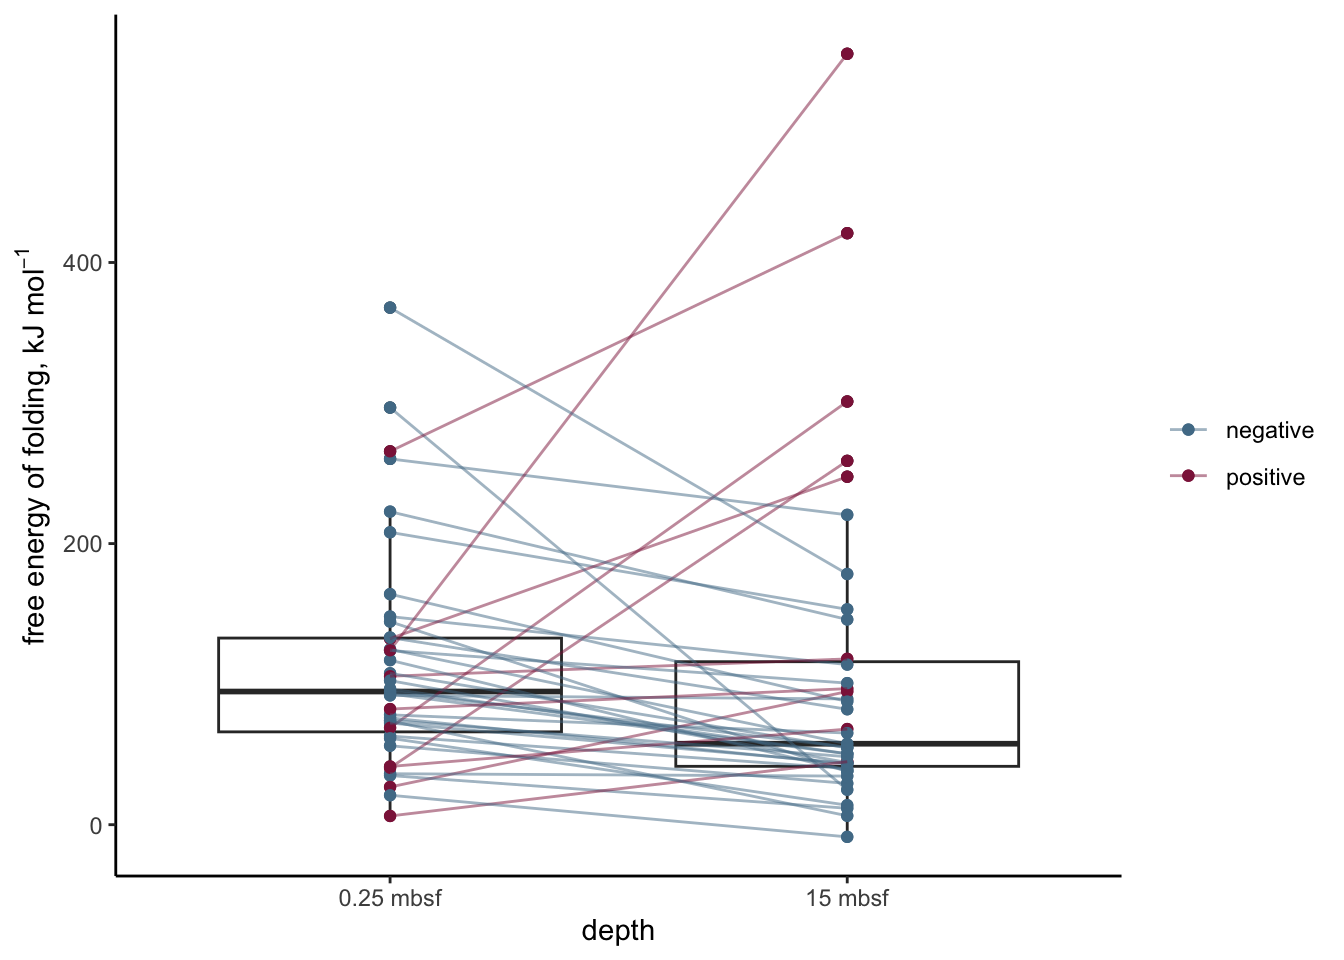 free energy of folding, kJ mol⁻¹
400
200
0
0.25 mbsf
15 mbsf
depth
negative
positive